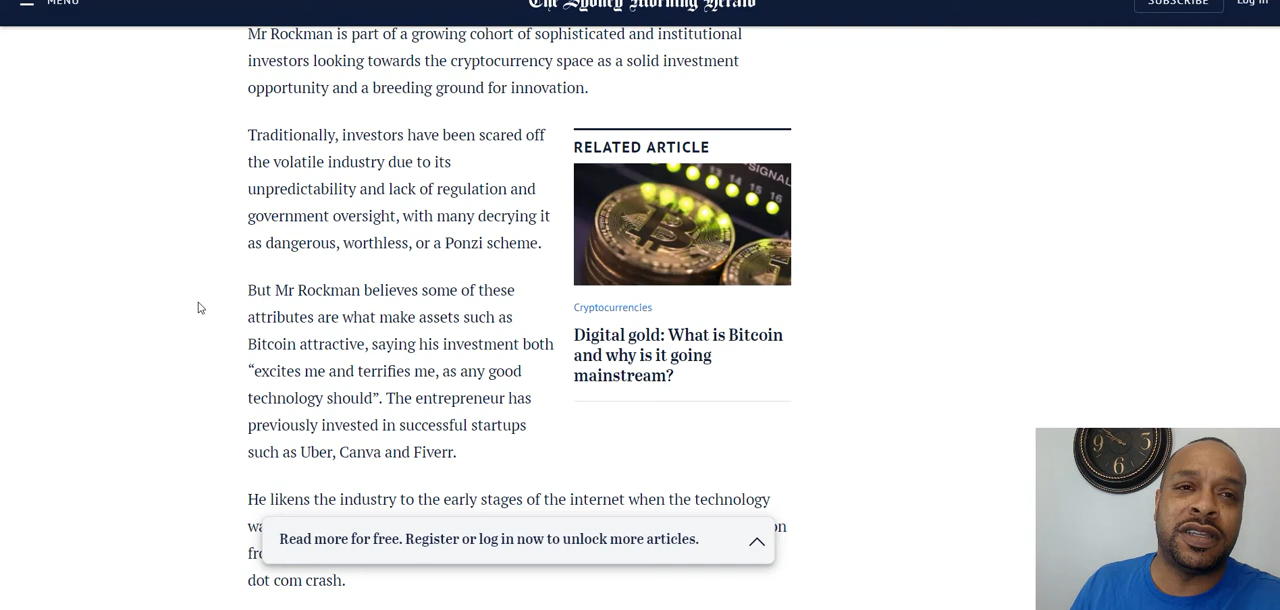 MENU
The Sydney Morning Herald
SUBSCRIBE
Log in
Mr Rockman is part of a growing cohort of sophisticated and institutional
investors looking towards the cryptocurrency space as a solid investment
opportunity and a breeding ground for innovation.
Traditionally, investors have been scared off
the volatile industry due to its
unpredictability and lack of regulation and
government oversight, with many decrying it
as dangerous, worthless, or a Ponzi scheme.
But Mr Rockman believes some of these
attributes are what make assets such as
Bitcoin attractive, saying his investment both
“excites me and terrifies me, as any good
technology should”. The entrepreneur has
previously invested in successful startups
such as Uber, Canva and Fiverr.
RELATED ARTICLE
SIGNAL
13 14 15 16
Cryptocurrencies
Digital gold: What is Bitcoin
and why is it going
mainstream?
He likens the industry to the early stages of the internet when the technology
Read more for free. Register or log in now to unlock more articles.
dot com crash.
9 3
6